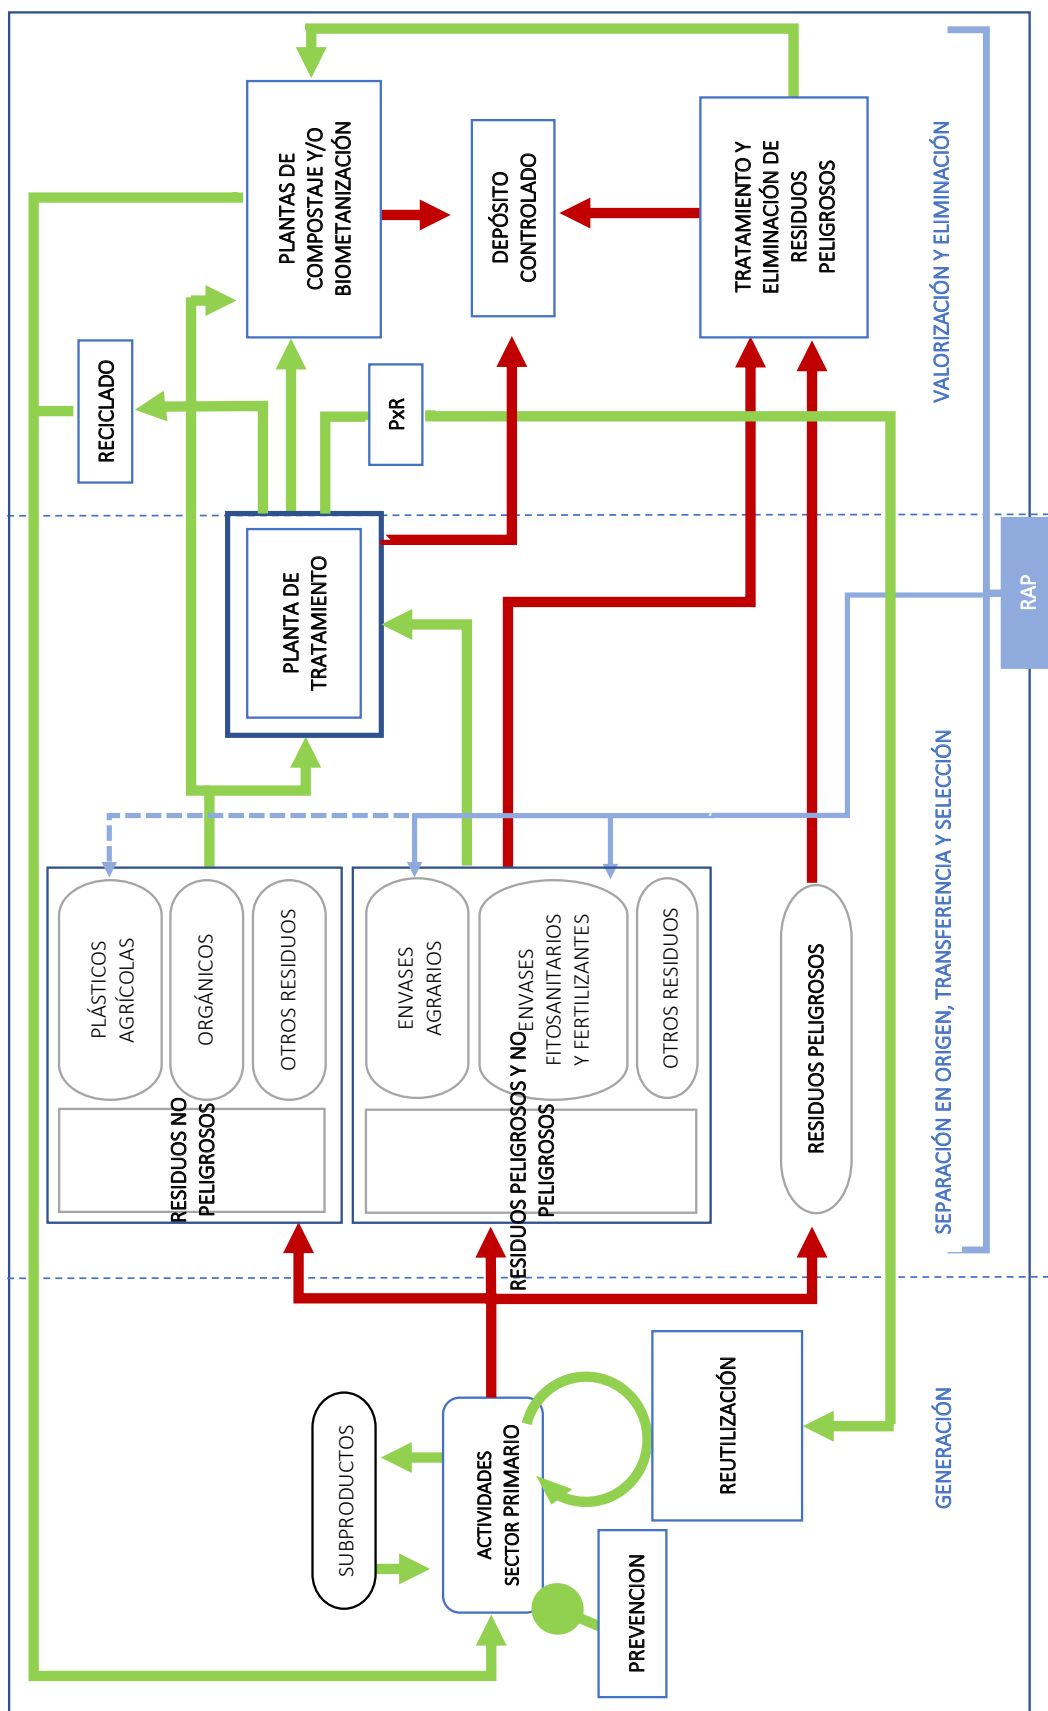 SUBPRODUCTOS
ACTIVIDADES
SECTOR PRIMARIO
PREVENCION
REUTILIZACIÓN
GENERACIÓN
RESIDUOS NO
PELIGROSOS
PLÁSTICOS
AGRÍCOLAS
ORGÁNICOS
OTROS RESIDUOS
RESIDUOS PELIGROSOS Y NO
PELIGROSOS
ENVASES
AGRARIOS
ENVASES
FITOSANITARIOS
Y FERTILIZANTES
OTROS RESIDUOS
RESIDUOS PELIGROSOS
SEPARACIÓN EN ORIGEN, TRANSFERENCIA Y SELECCIÓN
PLANTA DE
TRATAMIENTO
RAP
RECICLADO
PxR
PLANTAS DE
COMPOSTAJE Y/O
BIOMETANIZACIÓN
DEPÓSITO
CONTROLADO
TRATAMIENTO Y
ELIMINACIÓN DE
RESIDUOS
PELIGROSOS
VALORIZACIÓN Y ELIMINACIÓN